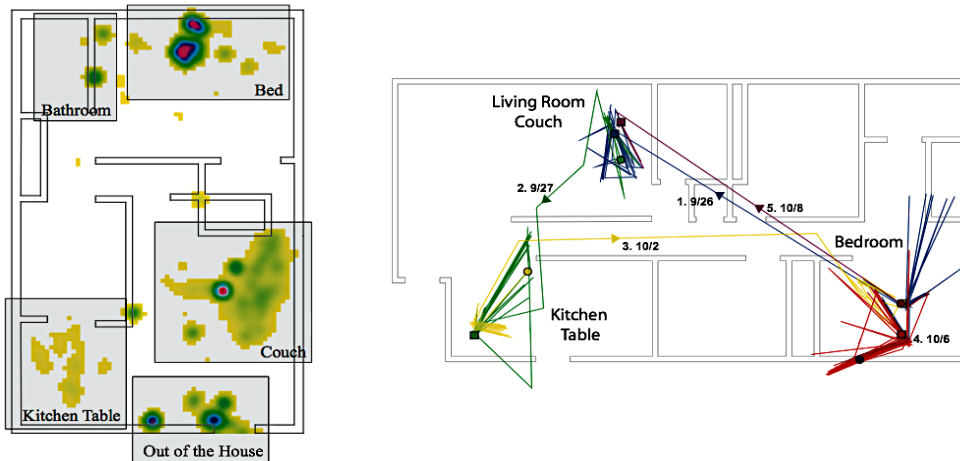 Bathroom
Bed
Couch
Kitchen Table
Out of the House
Living Room
Couch
2. 9/27
1. 9/26
5. 10/8
3. 10/2
Bedroom
Kitchen
Table
4. 10/6